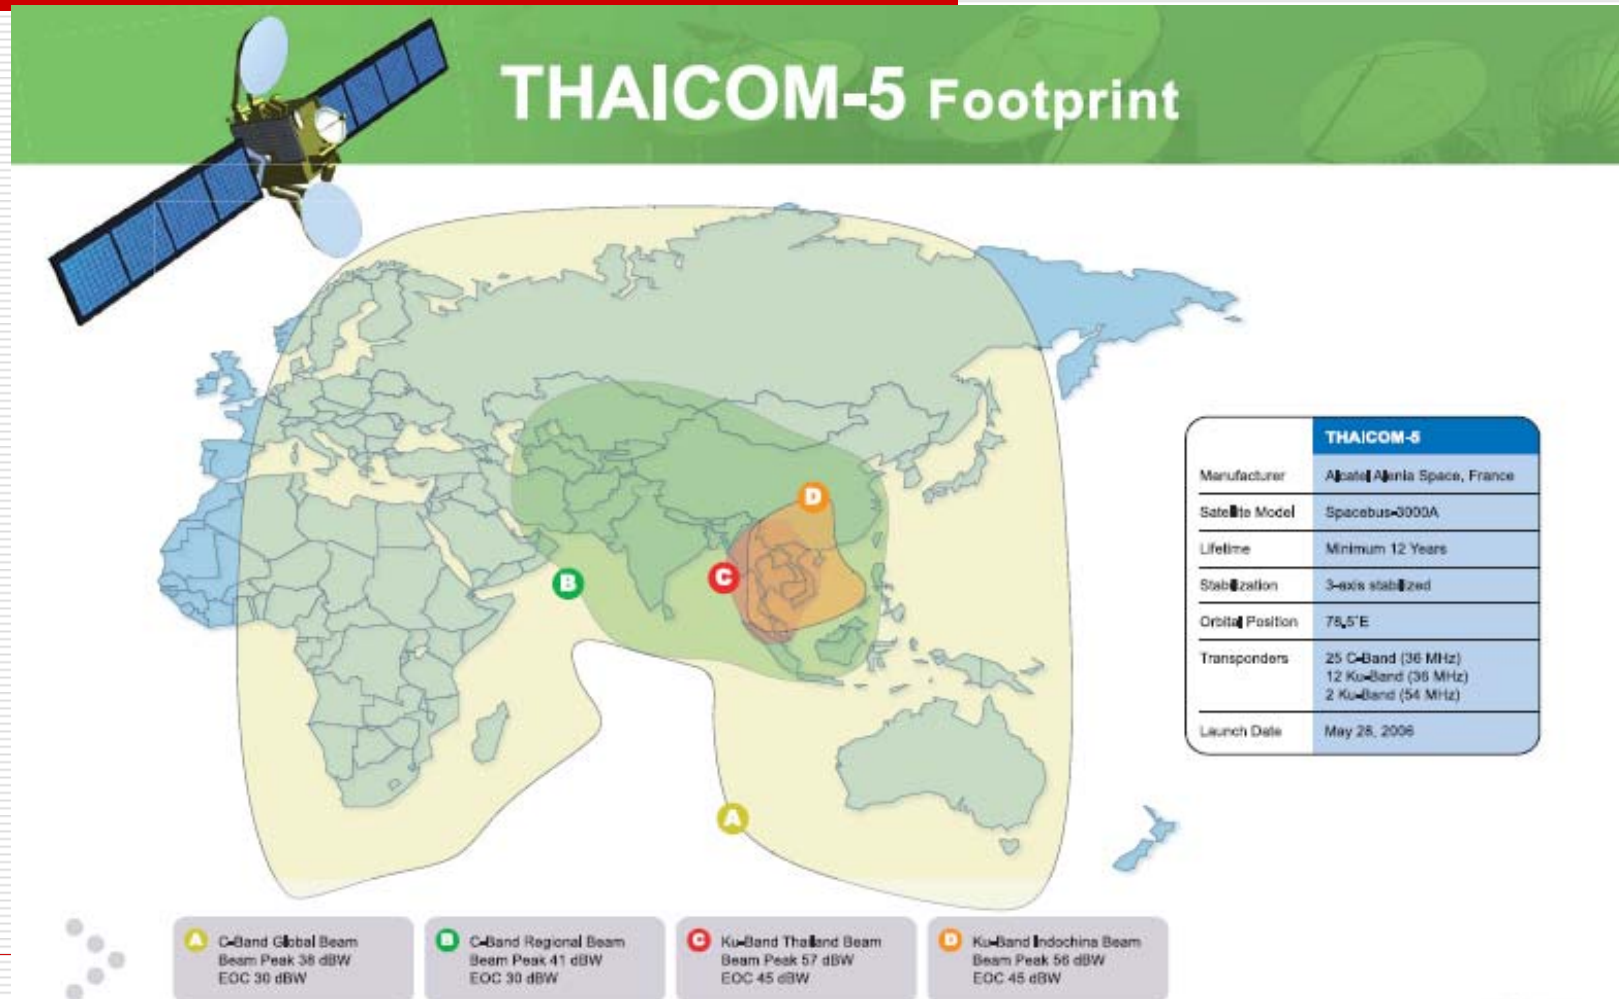 THAICOM-5 Footprint
D
C
B
A
THAICOM-5
Manufacturer Alcatel Alenia Space, France
Satellite Model Spacebus-3000A
Lifetime Minimum 12 Years
Stabilization 3-axis stabilized
Orbital Position 78.5°E
Transponders 25 C-Band (36 MHz)
12 Ku-Band (36 MHz)
2 Ku-Band (54 MHz)
Launch Date May 28, 2006
A C-Band Global Beam
Beam Peak 38 dBW
EOC 30 dBW
B C-Band Regional Beam
Beam Peak 41 dBW
EOC 30 dBW
C Ku-Band Thailand Beam
Beam Peak 57 dBW
EOC 45 dBW
D Ku-Band Indochina Beam
Beam Peak 56 dBW
EOC 45 dBW